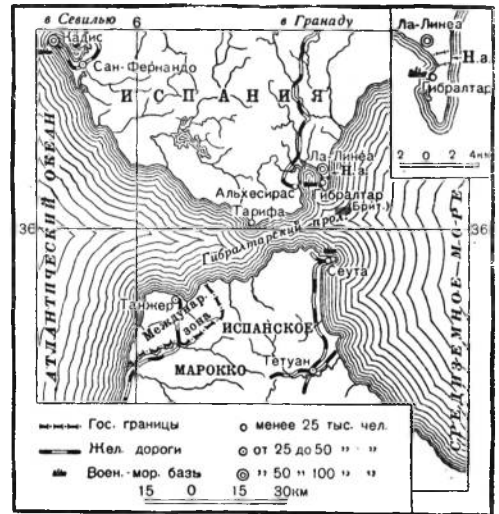 в Севилью
6
в Гранаду
Кадис
Сан-Фернандо
ИСПАНИЯ
Ла-Линеа
Н.а.
Гибралтар
2 0 2 4км
Ла-Линеа
Н.а.
Альхесирас
Гибралтар
(Брит.)
Тарифа
36
36
Гибралтарский прол.
АТЛАНТИЧЕСКИЙ ОКЕАН
СРЕДИЗЕМНОЕ МОРЕ
Сеута
Танжер
Междунар.
зона
ИСПАНСКОЕ
Тетуан
МАРОККО
Гос. границы
менее 25 тыс. чел.
Жел. дороги
от 25 до 50 " "
Воен.-мор. базы
" 50 " 100 " "
15 0 15 30км